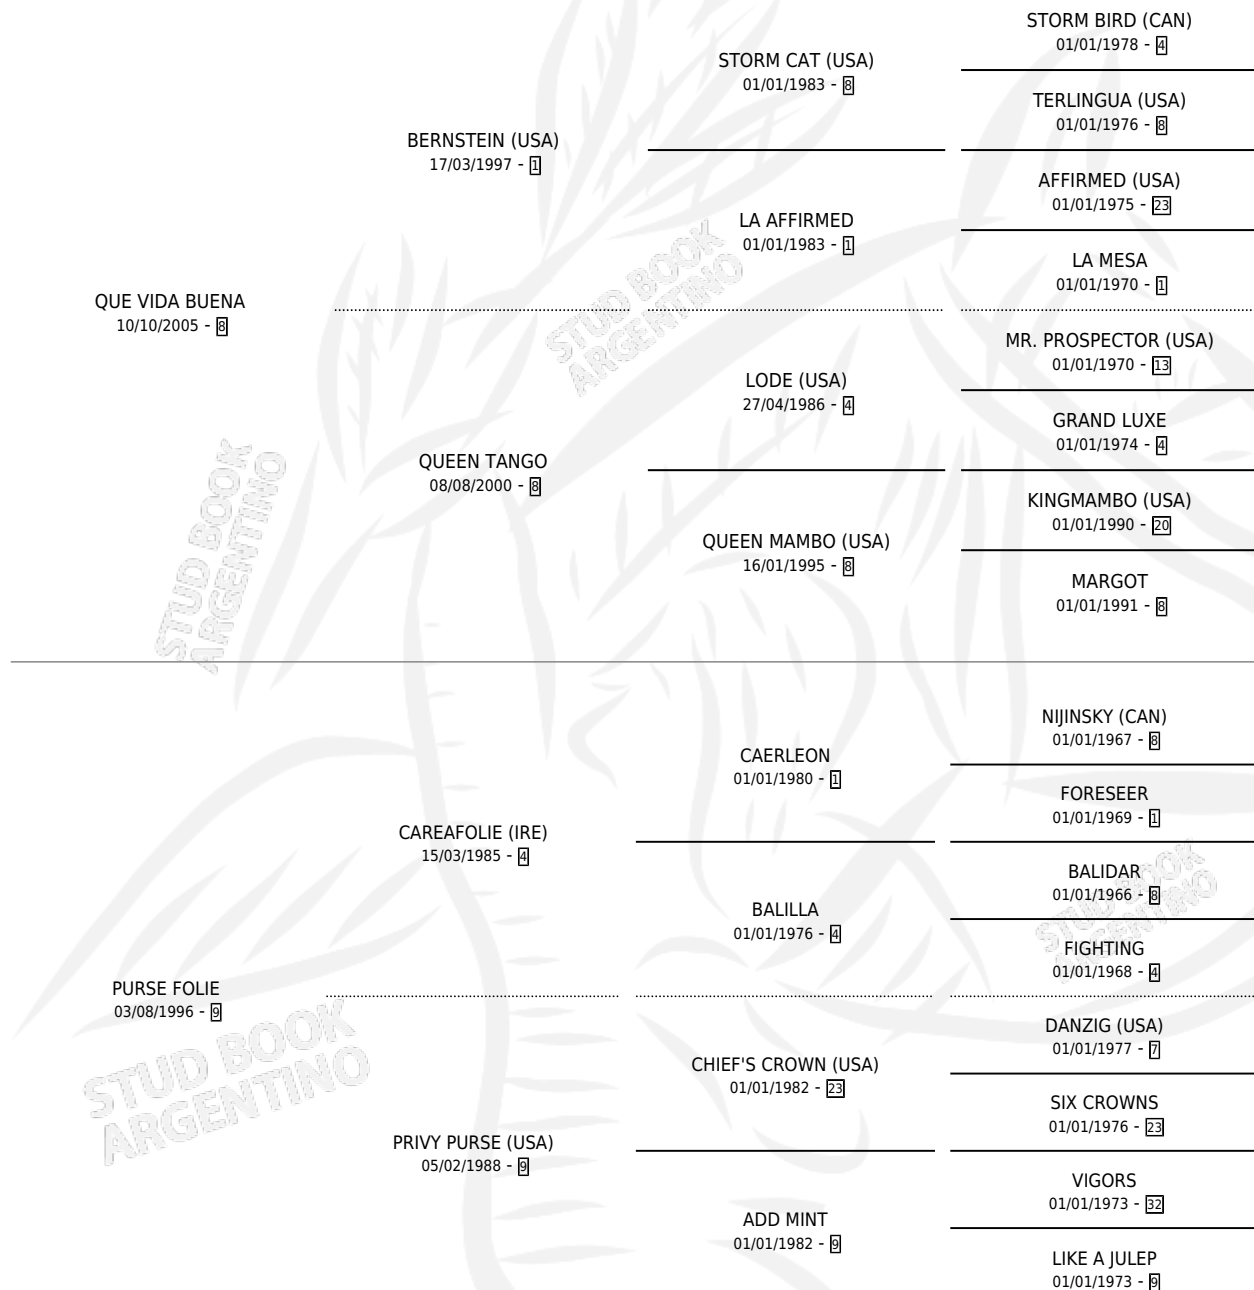 STORM BIRD (CAN)
01/01/1978 - 4
STORM CAT (USA)
01/01/1983 - 8
TERLINGUA (USA)
01/01/1976 - 8
BERNSTEIN (USA)
17/03/1997 - 1
AFFIRMED (USA)
01/01/1975 - 23
LA AFFIRMED
01/01/1983 - 1
LA MESA
01/01/1970 - 1
QUE VIDA BUENA
10/10/2005 - 8
MR. PROSPECTOR (USA)
01/01/1970 - 13
LODE (USA)
27/04/1986 - 4
GRAND LUXE
01/01/1974 - 4
QUEEN TANGO
08/08/2000 - 8
KINGMAMBO (USA)
01/01/1990 - 20
QUEEN MAMBO (USA)
16/01/1995 - 8
MARGOT
01/01/1991 - 8
NIJINSKY (CAN)
01/01/1967 - 8
CAERLEON
01/01/1980 - 1
FORESEER
01/01/1969 - 1
CAREAFOLIE (IRE)
15/03/1985 - 4
BALIDAR
01/01/1966 - 8
BALILLA
01/01/1976 - 4
FIGHTING
01/01/1968 - 4
PURSE FOLIE
03/08/1996 - 9
DANZIG (USA)
01/01/1977 - 7
CHIEF'S CROWN (USA)
01/01/1982 - 23
SIX CROWNS
01/01/1976 - 23
PRIVY PURSE (USA)
05/02/1988 - 9
VIGORS
01/01/1973 - 32
ADD MINT
01/01/1982 - 9
LIKE A JULEP
01/01/1973 - 9
STUD BOOK
ARGENTINO
STUD BOOK
ARGENTINO
STUD BOOK
ARGENTINO
STUD BOOK
ARGENTINO